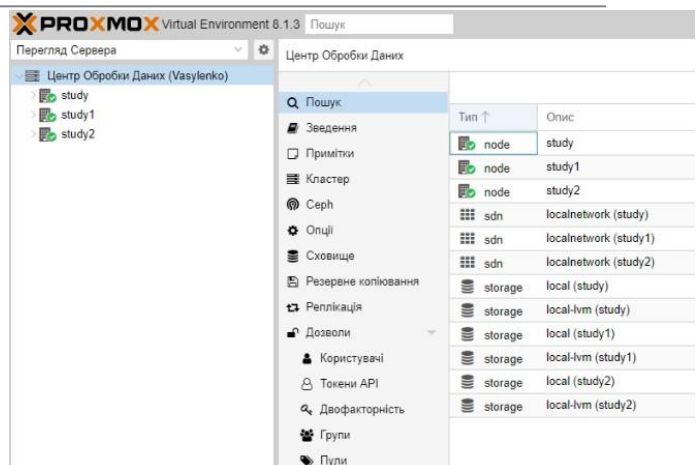 PROXMOX Virtual Environment 8.1.3 Пошук
Перегляд Сервера
Центр Обробки Даних (Vasylenko)
study
study1
study2
Центр Обробки Даних
Пошук
Зведення
Примітки
Кластер
Ceph
Опції
Сховище
Резервне копіювання
Реплікація
Дозволи
Користувачі
Токени API
Двофакторність
Групи
Пули
Тип Опис
node study
node study1
node study2
sdn localnetwork (study)
sdn localnetwork (study1)
sdn localnetwork (study2)
storage local (study)
storage local-lvm (study)
storage local (study1)
storage local-lvm (study1)
storage local (study2)
storage local-lvm (study2)